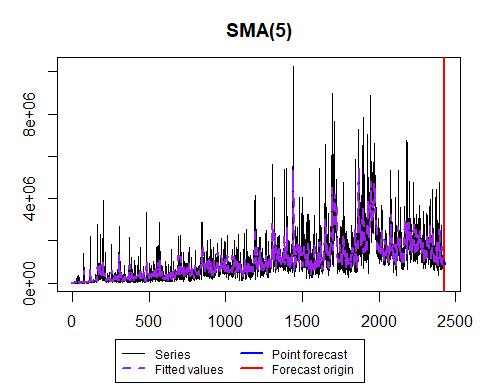 SMA(5)
8e+06
4e+06
0e+00
0 500 1000 1500 2000 2500
Series Point forecast
Fitted values Forecast origin